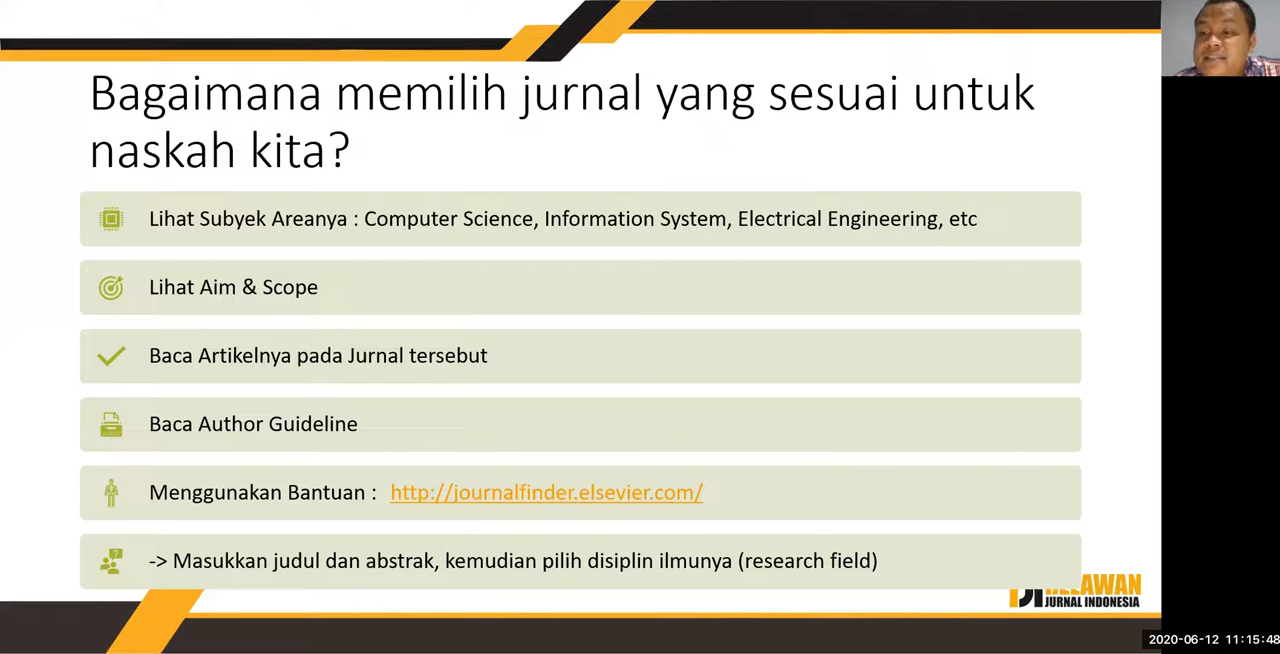 Bagaimana memilih jurnal yang sesuai untuk
naskah kita?
Lihat Subyek Areanya : Computer Science, Information System, Electrical Engineering, etc
Lihat Aim & Scope
Baca Artikelnya pada Jurnal tersebut
Baca Author Guideline
Menggunakan Bantuan : http://journalfinder.elsevier.com/
-> Masukkan judul dan abstrak, kemudian pilih disiplin ilmunya (research field)
JURNAL INDONESIA
2020-06-12 11:15:48